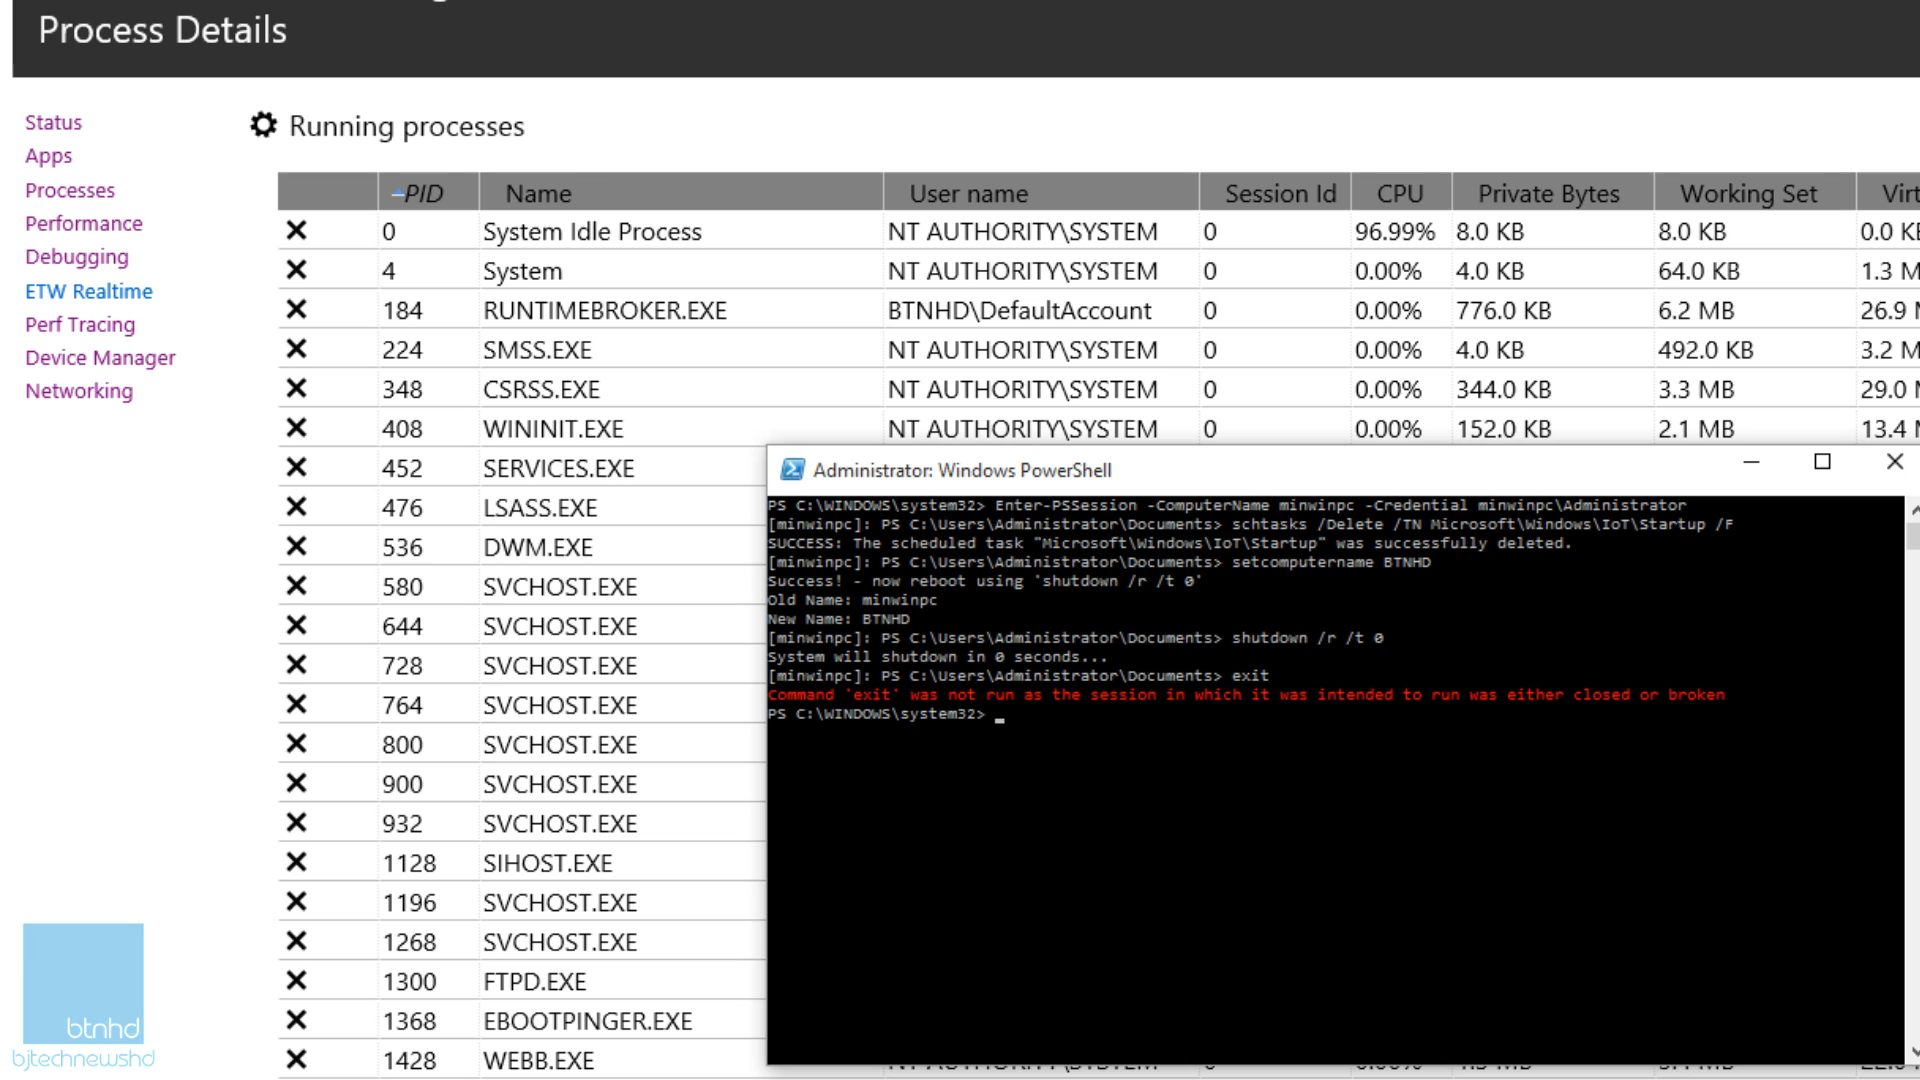 Process Details
Status
Apps
Processes
Performance
Debugging
ETW Realtime
Perf Tracing
Device Manager
Networking
Running processes
PID Name User name Session Id CPU Private Bytes Working Set Virt
0 System Idle Process NT AUTHORITY\SYSTEM 0 96.99% 8.0 KB 8.0 KB 0.0 KB
4 System NT AUTHORITY\SYSTEM 0 0.00% 4.0 KB 64.0 KB 1.3 M
184 RUNTIMEBROKER.EXE BTNHD\DefaultAccount 0 0.00% 776.0 KB 6.2 MB 26.9 M
224 SMSS.EXE NT AUTHORITY\SYSTEM 0 0.00% 4.0 KB 492.0 KB 3.2 M
348 CSRSS.EXE NT AUTHORITY\SYSTEM 0 0.00% 344.0 KB 3.3 MB 29.0 M
408 WININIT.EXE NT AUTHORITY\SYSTEM 0 0.00% 152.0 KB 2.1 MB 13.4 M
452 SERVICES.EXE
476 LSASS.EXE
536 DWM.EXE
580 SVCHOST.EXE
644 SVCHOST.EXE
728 SVCHOST.EXE
764 SVCHOST.EXE
800 SVCHOST.EXE
900 SVCHOST.EXE
932 SVCHOST.EXE
1128 SIHOST.EXE
1196 SVCHOST.EXE
1268 SVCHOST.EXE
1300 FTPD.EXE
1368 EBOOTPINGER.EXE
1428 WEBB.EXE
Administrator: Windows PowerShell
PS C:\WINDOWS\system32> Enter-PSSession -ComputerName minwinpc -Credential minwinpc\Administrator
[minwinpc]: PS C:\Users\Administrator\Documents> schtasks /Delete /TN Microsoft\Windows\IoT\Startup /F
SUCCESS: The scheduled task "Microsoft\Windows\IoT\Startup" was successfully deleted.
[minwinpc]: PS C:\Users\Administrator\Documents> setcomputername BTNHD
Success! - now reboot using 'shutdown /r /t 0'
Old Name: minwinpc
New Name: BTNHD
[minwinpc]: PS C:\Users\Administrator\Documents> shutdown /r /t 0
System will shutdown in 0 seconds...
[minwinpc]: PS C:\Users\Administrator\Documents> exit
Command 'exit' was not run as the session in which it was intended to run was either closed or broken
PS C:\WINDOWS\system32>
btnhd
bjtechnewshd